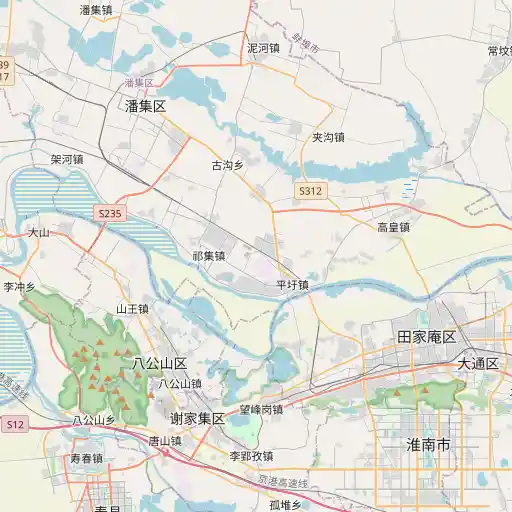 潘集镇
泥河镇
蚌埠市
常坟镇
潘集区
潘集区
夹沟镇
架河镇
古沟乡
S312
S235
大山
高皇镇
祁集镇
李冲乡
平圩镇
山王镇
田家庵区
八公山区
大通区
八公山镇
谢家集区
望峰岗镇
八公山乡
S12
唐山镇
淮南市
寿春镇
李郢孜镇
京港高速线
孤堆乡
寿县